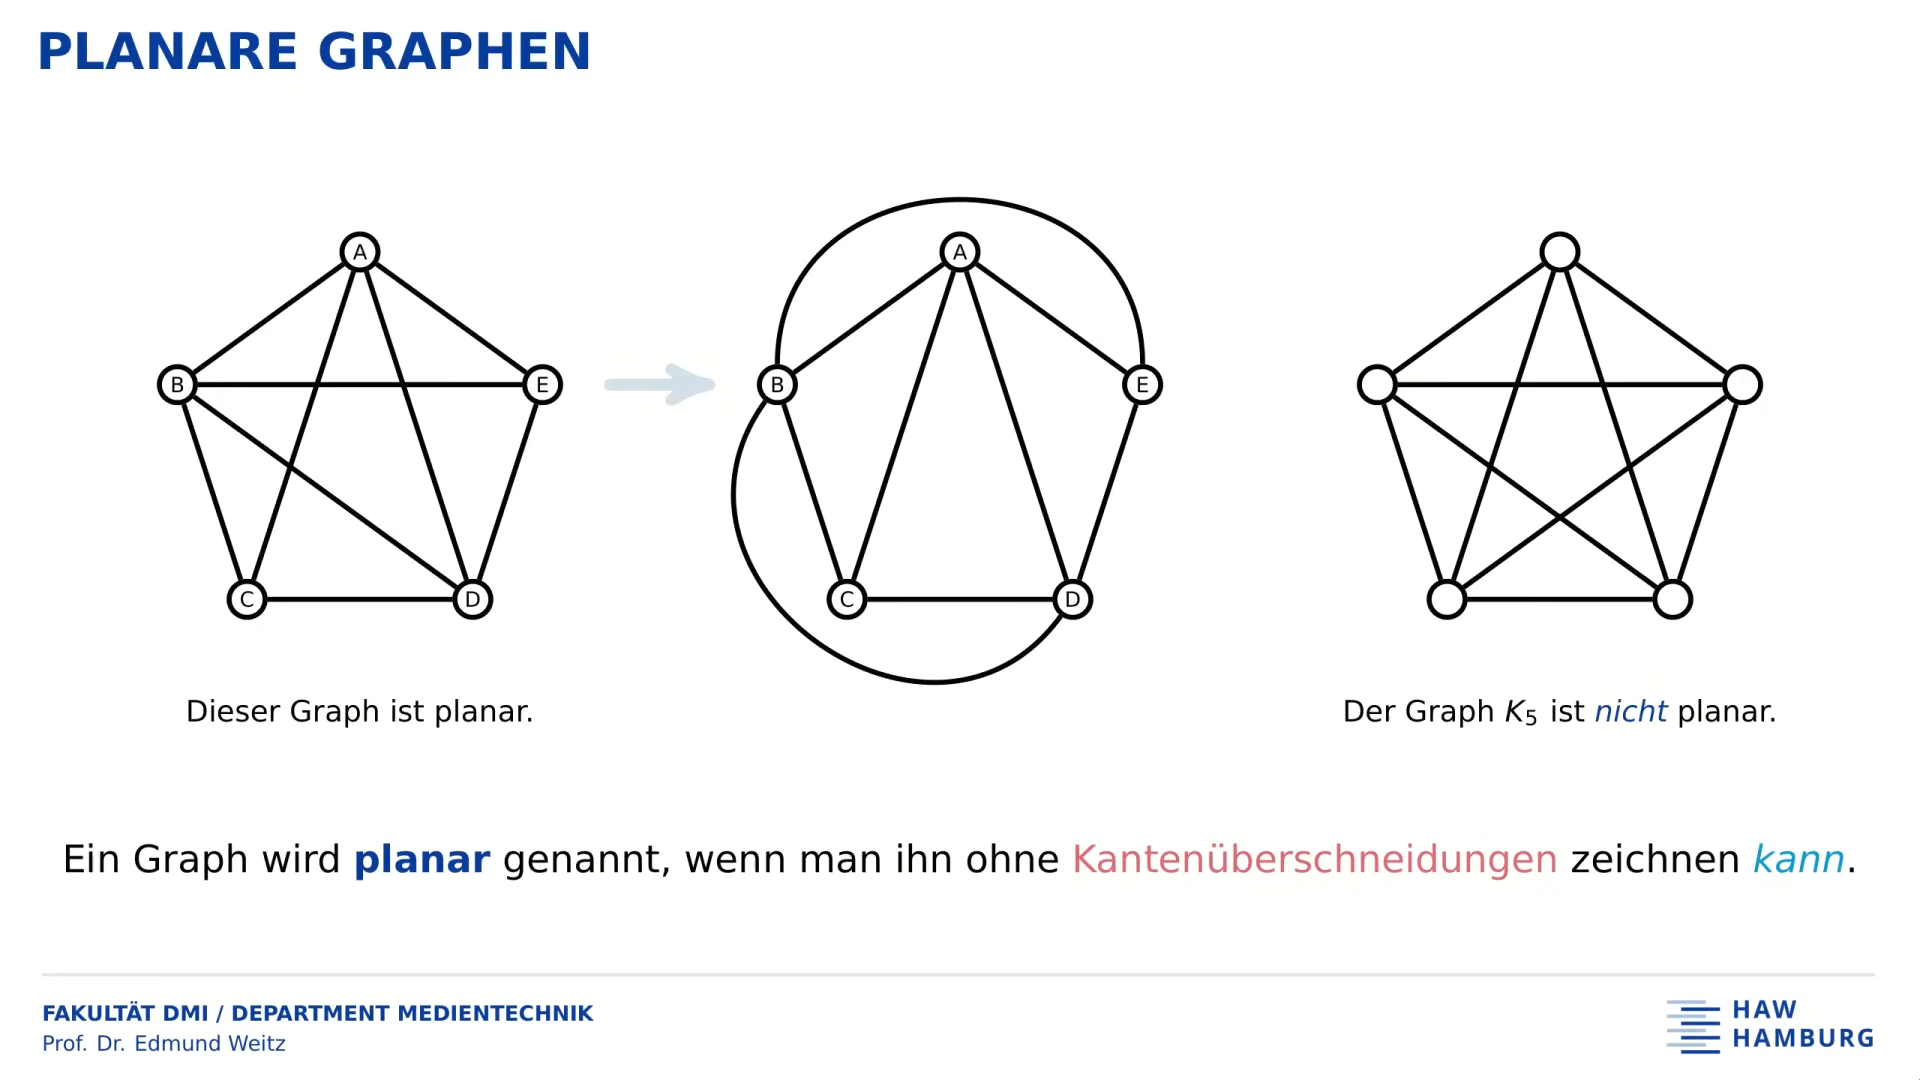 PLANARE GRAPHEN
A
B
E
C
D
A
B
E
C
D
Dieser Graph ist planar.
Der Graph K₅ ist nicht planar.
Ein Graph wird planar genannt, wenn man ihn ohne Kantenüberschneidungen zeichnen kann.
FAKULTÄT DMI / DEPARTMENT MEDIENTECHNIK
Prof. Dr. Edmund Weitz
HAW
HAMBURG